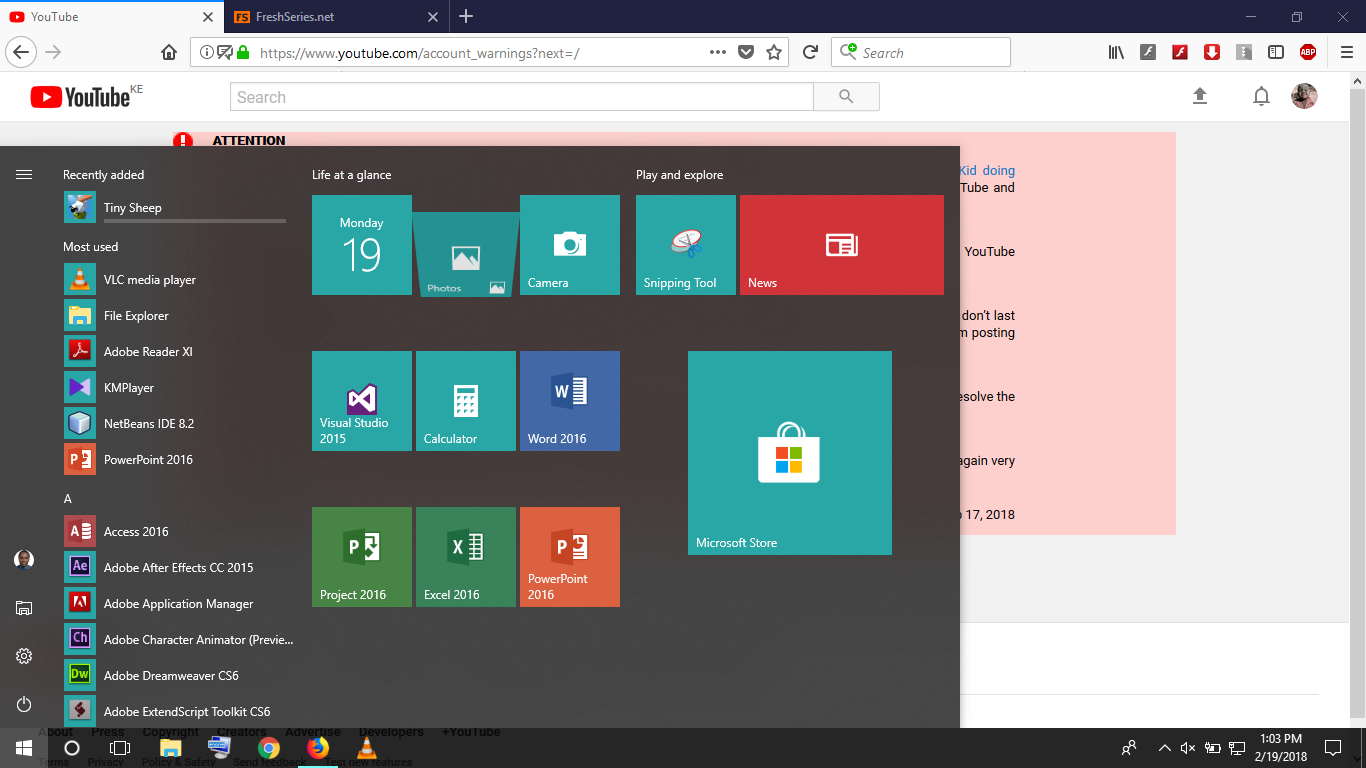 YouTube
FreshSeries.net
https://www.youtube.com/account_warnings?next=/
Search
ABP
YouTube KE
Search
ATTENTION
Kid doing
Tube and
YouTube
don't last
m posting
esolve the
again very
17, 2018
Recently added
Tiny Sheep
Most used
VLC media player
File Explorer
Adobe Reader XI
KMPlayer
NetBeans IDE 8.2
PowerPoint 2016
A
Access 2016
Adobe After Effects CC 2015
Adobe Application Manager
Adobe Character Animator (Previe...
Adobe Dreamweaver CS6
Adobe ExtendScript Toolkit CS6
Life at a glance
Monday
19
Photos
Camera
Visual Studio
2015
Calculator
Word 2016
Project 2016
Excel 2016
PowerPoint
2016
Play and explore
Snipping Tool
News
Microsoft Store
About Press Copyright Creators Advertise Developers +YouTube
Terms Privacy Policy & Safety Send feedback Test new features
1:03 PM
2/19/2018